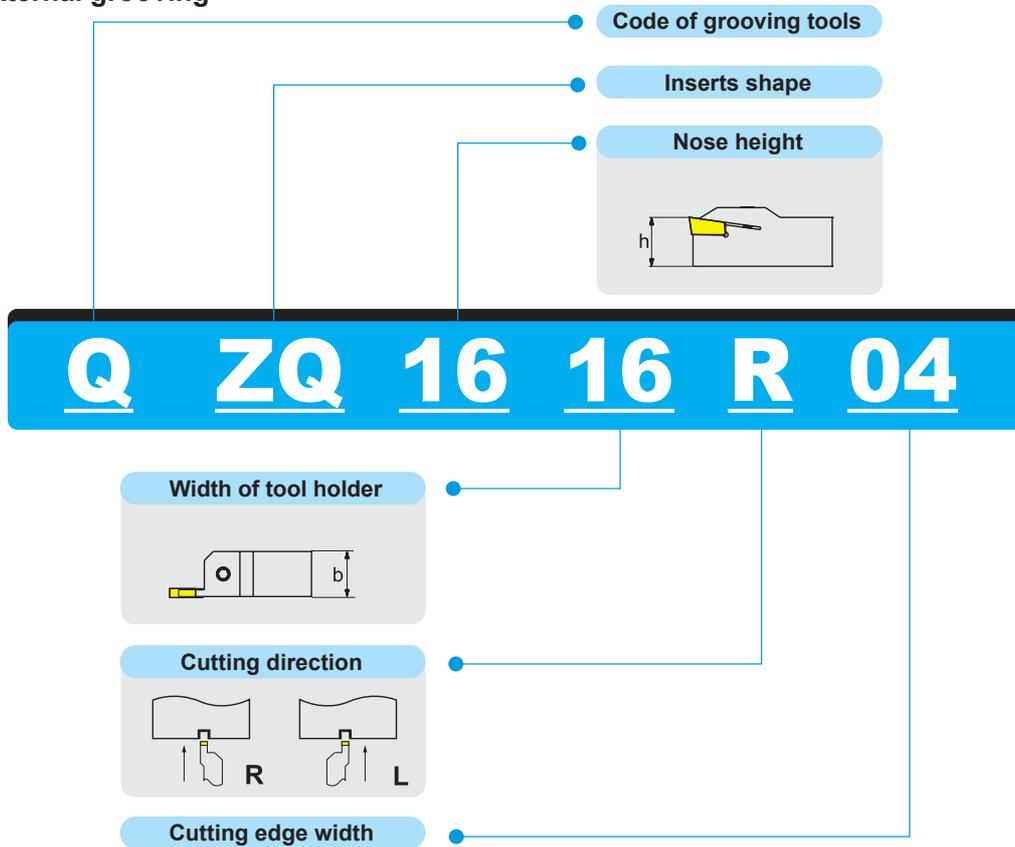 Code of grooving tools
Inserts shape
Nose height
h
Q ZQ 16 16 R 04
Width of tool holder
b
Cutting direction
R L
Cutting edge width